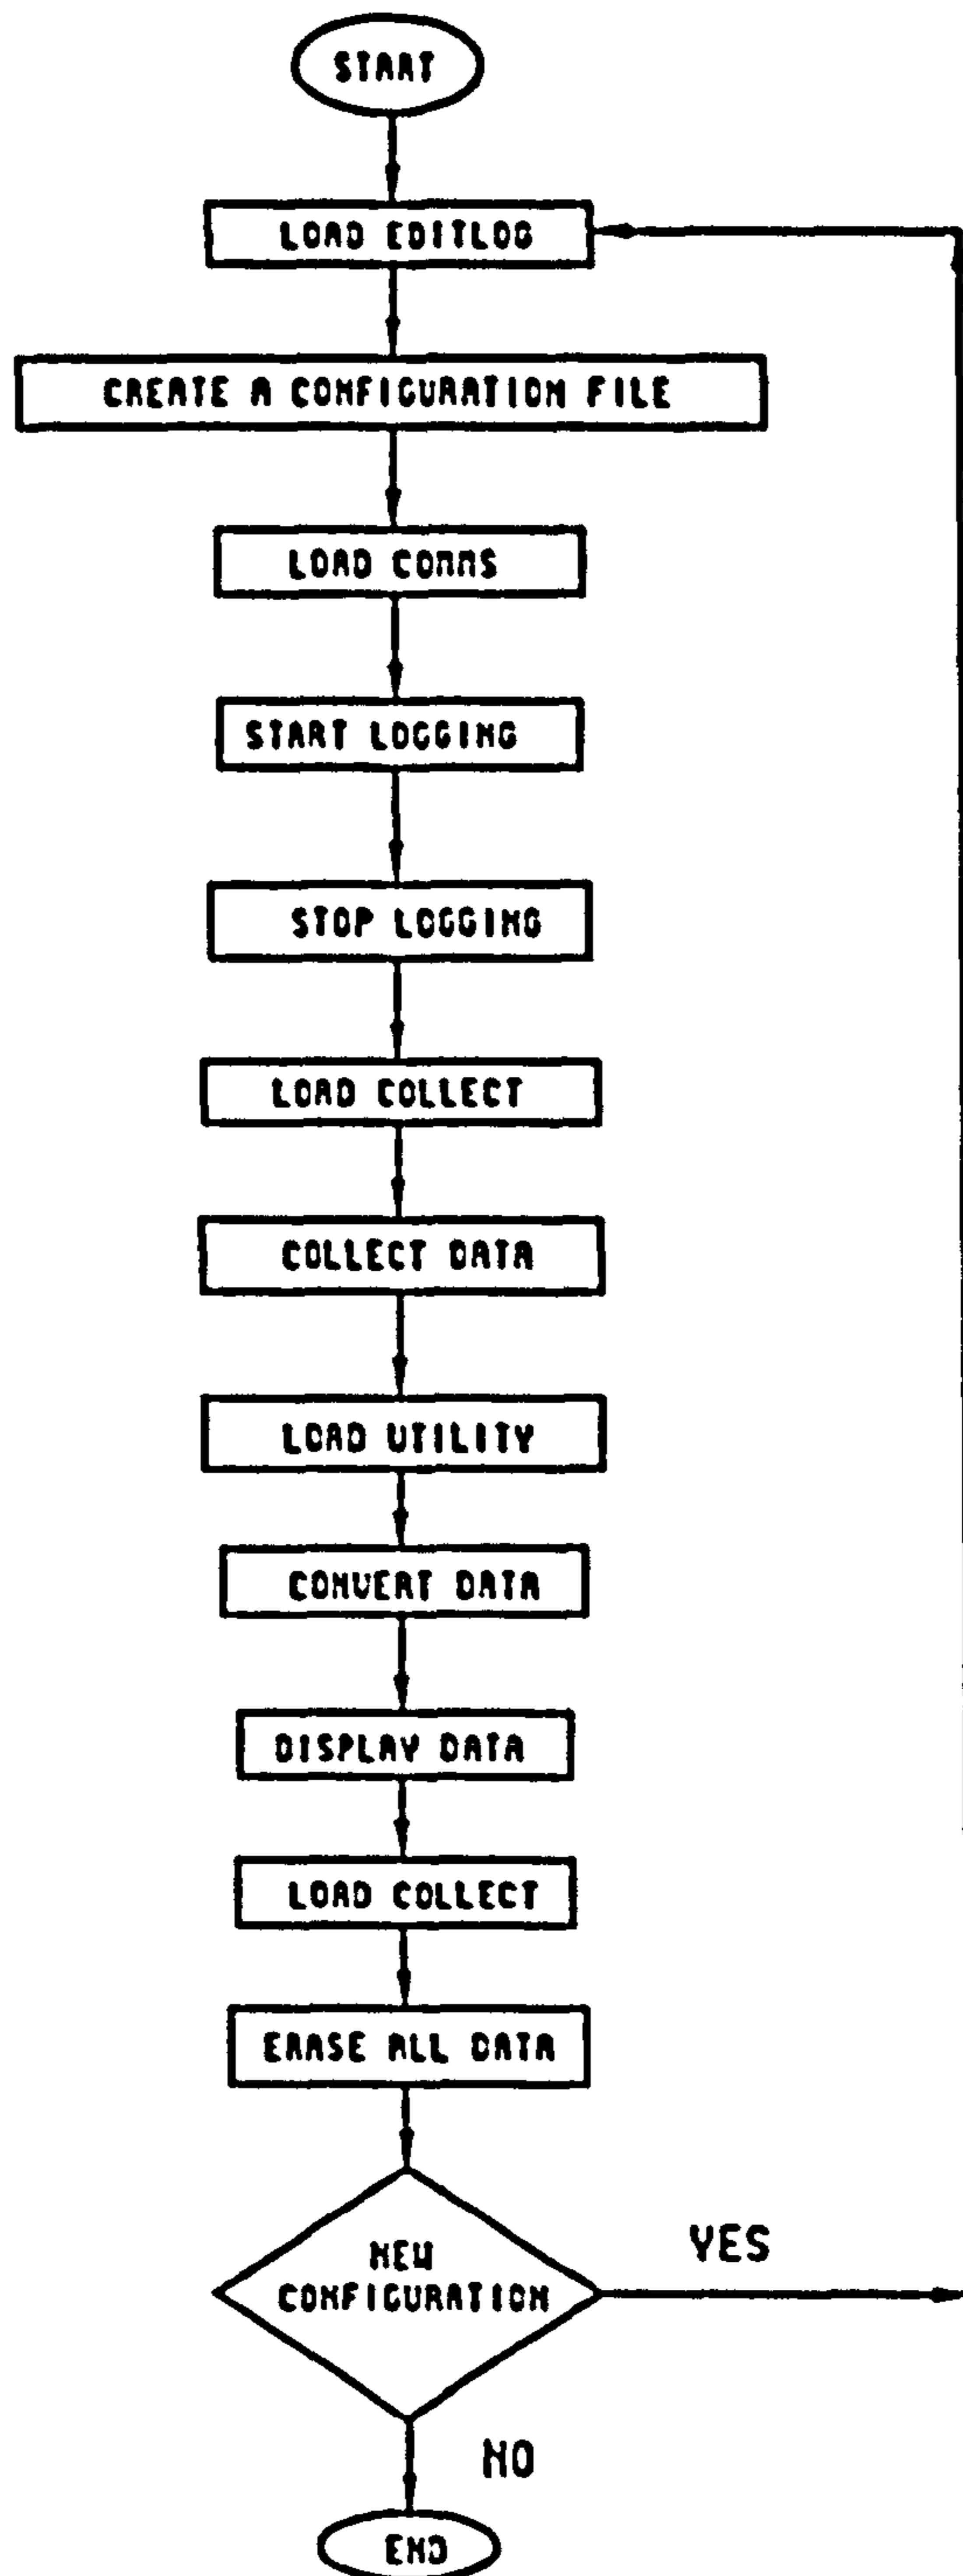 START
LOAD EDITLOG
CREATE A CONFIGURATION FILE
LOAD COMMS
START LOGGING
STOP LOGGING
LOAD COLLECT
COLLECT DATA
LOAD UTILITY
CONVERT DATA
DISPLAY DATA
LOAD COLLECT
ERASE ALL DATA
NEW
CONFIGURATION
YES
NO
END